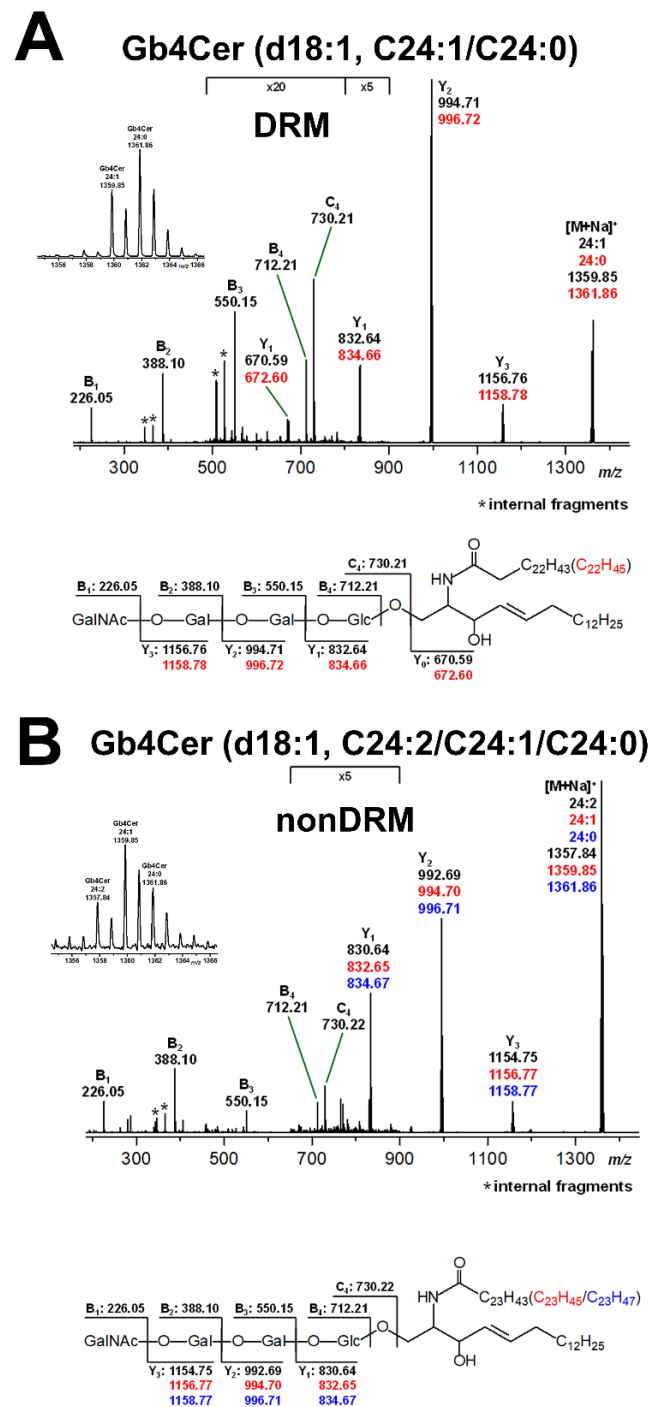 A
Gb4Cer (d18:1, C24:1/C24:0)
x20
x5
DRM
Y2
994.71
996.72
Gb4Cer
24:0
1361.86
Gb4Cer
24:1
1359.85
1356 1358 1360 1362 1364 m/z 1366
C4
730.21
B4
712.21
[M+Na]+
24:1
24:0
1359.85
1361.86
B3
550.15
Y1
670.59
672.60
Y1
832.64
834.66
B2
388.10
B1
226.05
Y3
1156.76
1158.78
* * * *
300 500 700 900 1100 1300 m/z
* internal fragments
C4: 730.21
B1: 226.05 B2: 388.10 B3: 550.15 B4: 712.21
O
HN
C22H43(C22H45)
GalNAc—O—Gal—O—Gal—O—Glc O
C12H25
OH
Y3: 1156.76 Y2: 994.71 Y1: 832.64 Y0: 670.59
1158.78 996.72 834.66 672.60
B
Gb4Cer (d18:1, C24:2/C24:1/C24:0)
x5
nonDRM
[M+Na]+
24:2
24:1
24:0
1357.84
1359.85
1361.86
Gb4Cer
24:1
1359.85
Gb4Cer
24:0
1361.86
Gb4Cer
24:2
1357.84
1356 1358 1360 1362 1364 m/z 1366
Y2
992.69
994.70
996.71
Y1
830.64
832.65
834.67
B4
712.21
C4
730.22
B2
388.10
B1
226.05
B3
550.15
Y3
1154.75
1156.77
1158.77
* *
300 500 700 900 1100 1300 m/z
* internal fragments
C4: 730.22
B1: 226.05 B2: 388.10 B3: 550.15 B4: 712.21
O
HN
C23H43(C23H45/C23H47)
GalNAc—O—Gal—O—Gal—O—Glc O
C12H25
OH
Y3: 1154.75 Y2: 992.69 Y1: 830.64
1156.77 994.70 832.65
1158.77 996.71 834.67